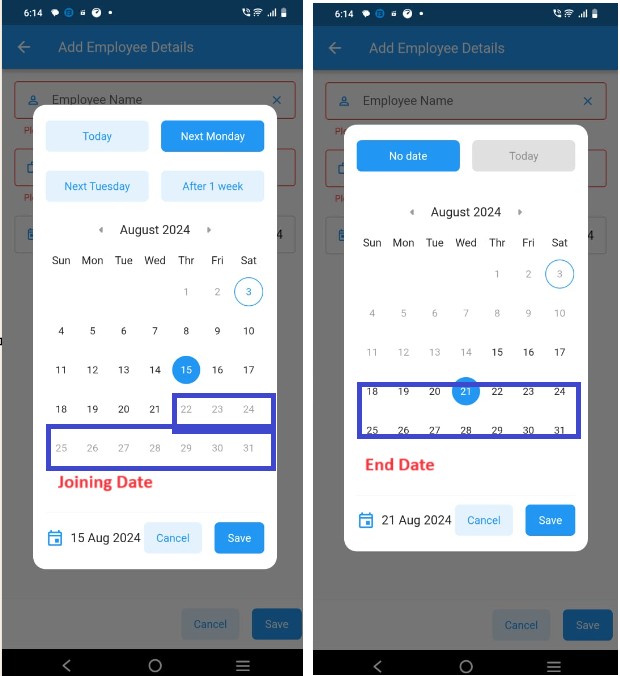 6:14
Add Employee Details
Employee Name
Today
Next Monday
Next Tuesday
After 1 week
August 2024
Sun Mon Tue Wed Thr Fri Sat
1 2 3
4 5 6 7 8 9 10
11 12 13 14 15 16 17
18 19 20 21 22 23 24
25 26 27 28 29 30 31
Joining Date
15 Aug 2024
Cancel
Save
Cancel
Save
6:14
Add Employee Details
Employee Name
No date
Today
August 2024
Sun Mon Tue Wed Thr Fri Sat
1 2 3
4 5 6 7 8 9 10
11 12 13 14 15 16 17
18 19 20 21 22 23 24
25 26 27 28 29 30 31
End Date
21 Aug 2024
Cancel
Save
Cancel
Save